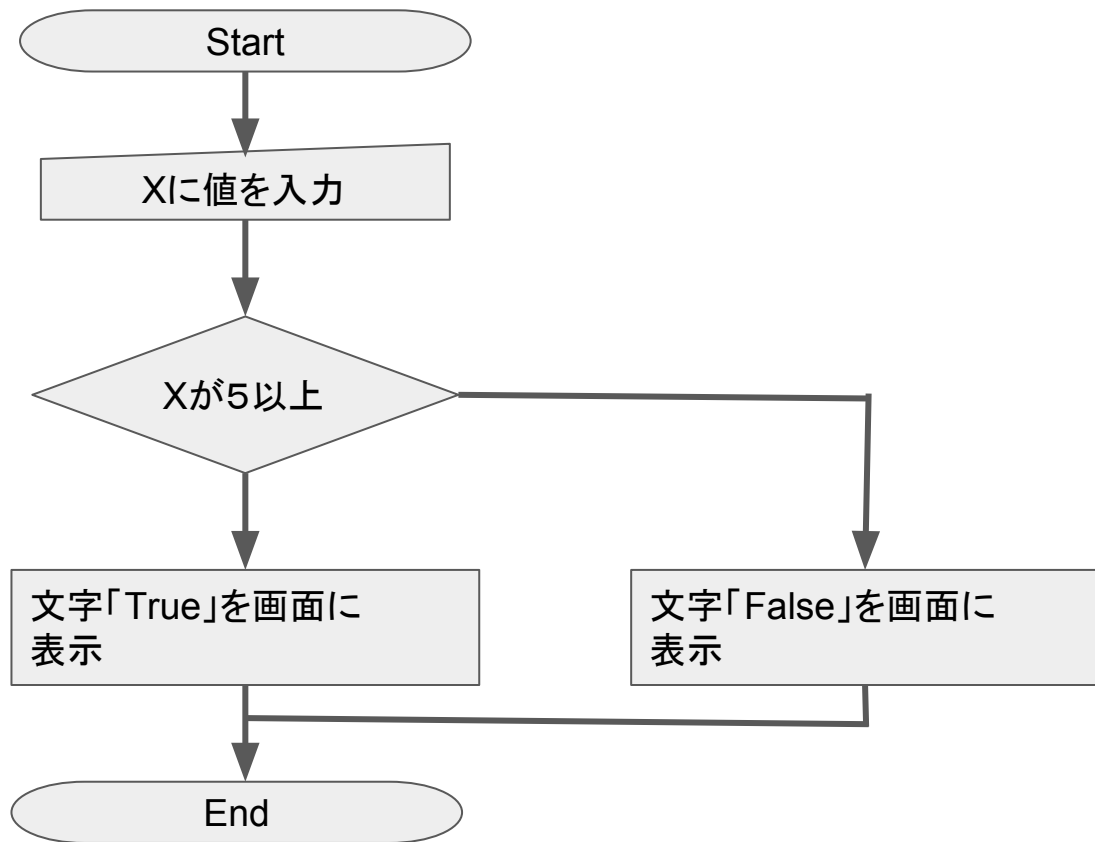 Start
Xに値を入力
Xが５以上
文字「True」を画面に
表示
文字「False」を画面に
表示
End